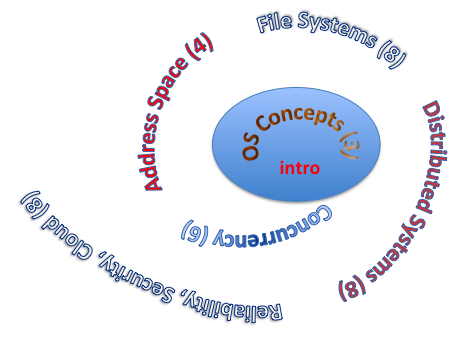 OS Concepts (3)
intro
Concurrency (6)
Address Space (4)
File Systems (8)
Distributed Systems (8)
Reliability, Security, Cloud (8)